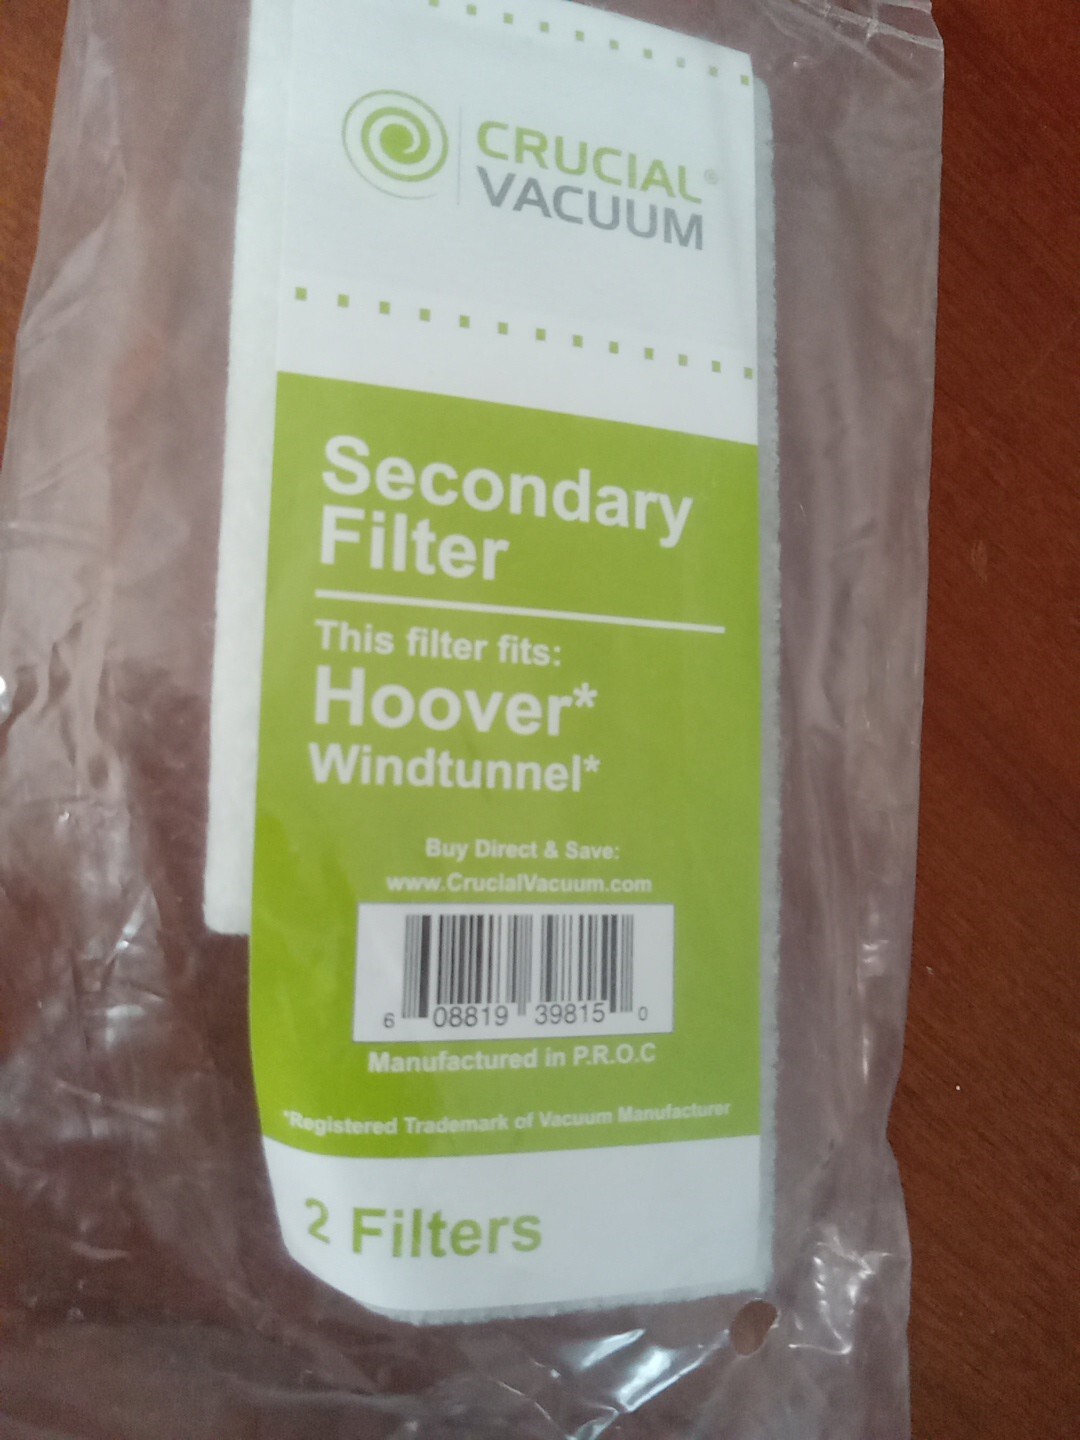 CRUCIAL®
VACUUM
Secondary
Filter
This filter fits:
Hoover*
Windtunnel*
Buy Direct & Save:
www.CrucialVacuum.com
6 08819 39815 0
Manufactured in P.R.O.C
*Registered Trademark of Vacuum Manufacturer
2 Filters